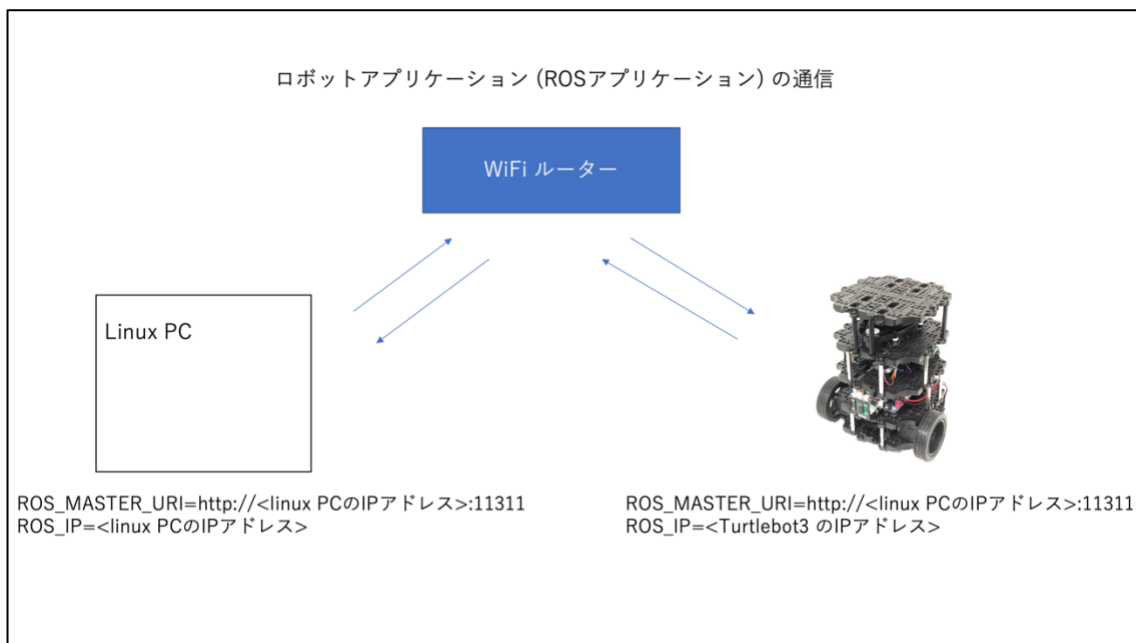 ロボットアプリケーション (ROSアプリケーション) の通信
WiFi ルーター
Linux PC
ROS_MASTER_URI=http://<linux PCのIPアドレス>:11311
ROS_IP=<linux PCのIPアドレス>
ROS_MASTER_URI=http://<linux PCのIPアドレス>:11311
ROS_IP=<Turtlebot3 のIPアドレス>